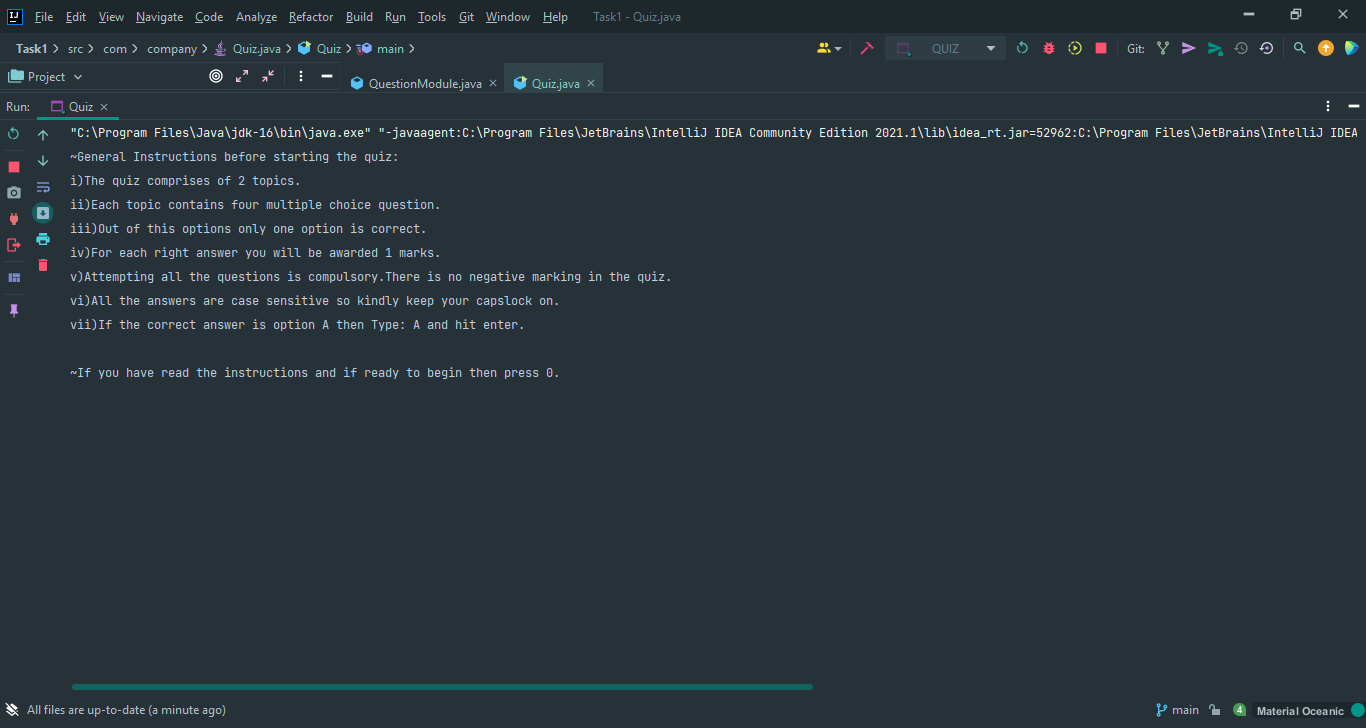 File Edit View Navigate Code Analyze Refactor Build Run Tools Git Window Help Task1 - Quiz.java
Task1 src com company Quiz.java Quiz main QUIZ Git:
Project QuestionModule.java Quiz.java
Run: Quiz
"C:\Program Files\Java\jdk-16\bin\java.exe" "-javaagent:C:\Program Files\JetBrains\IntelliJ IDEA Community Edition 2021.1\lib\idea_rt.jar=52962:C:\Program Files\JetBrains\IntelliJ IDEA
~General Instructions before starting the quiz:
i)The quiz comprises of 2 topics.
ii)Each topic contains four multiple choice question.
iii)Out of this options only one option is correct.
iv)For each right answer you will be awarded 1 marks.
v)Attempting all the questions is compulsory.There is no negative marking in the quiz.
vi)All the answers are case sensitive so kindly keep your capslock on.
vii)If the correct answer is option A then Type: A and hit enter.
~If you have read the instructions and if ready to begin then press 0.
All files are up-to-date (a minute ago) main 4 Material Oceanic